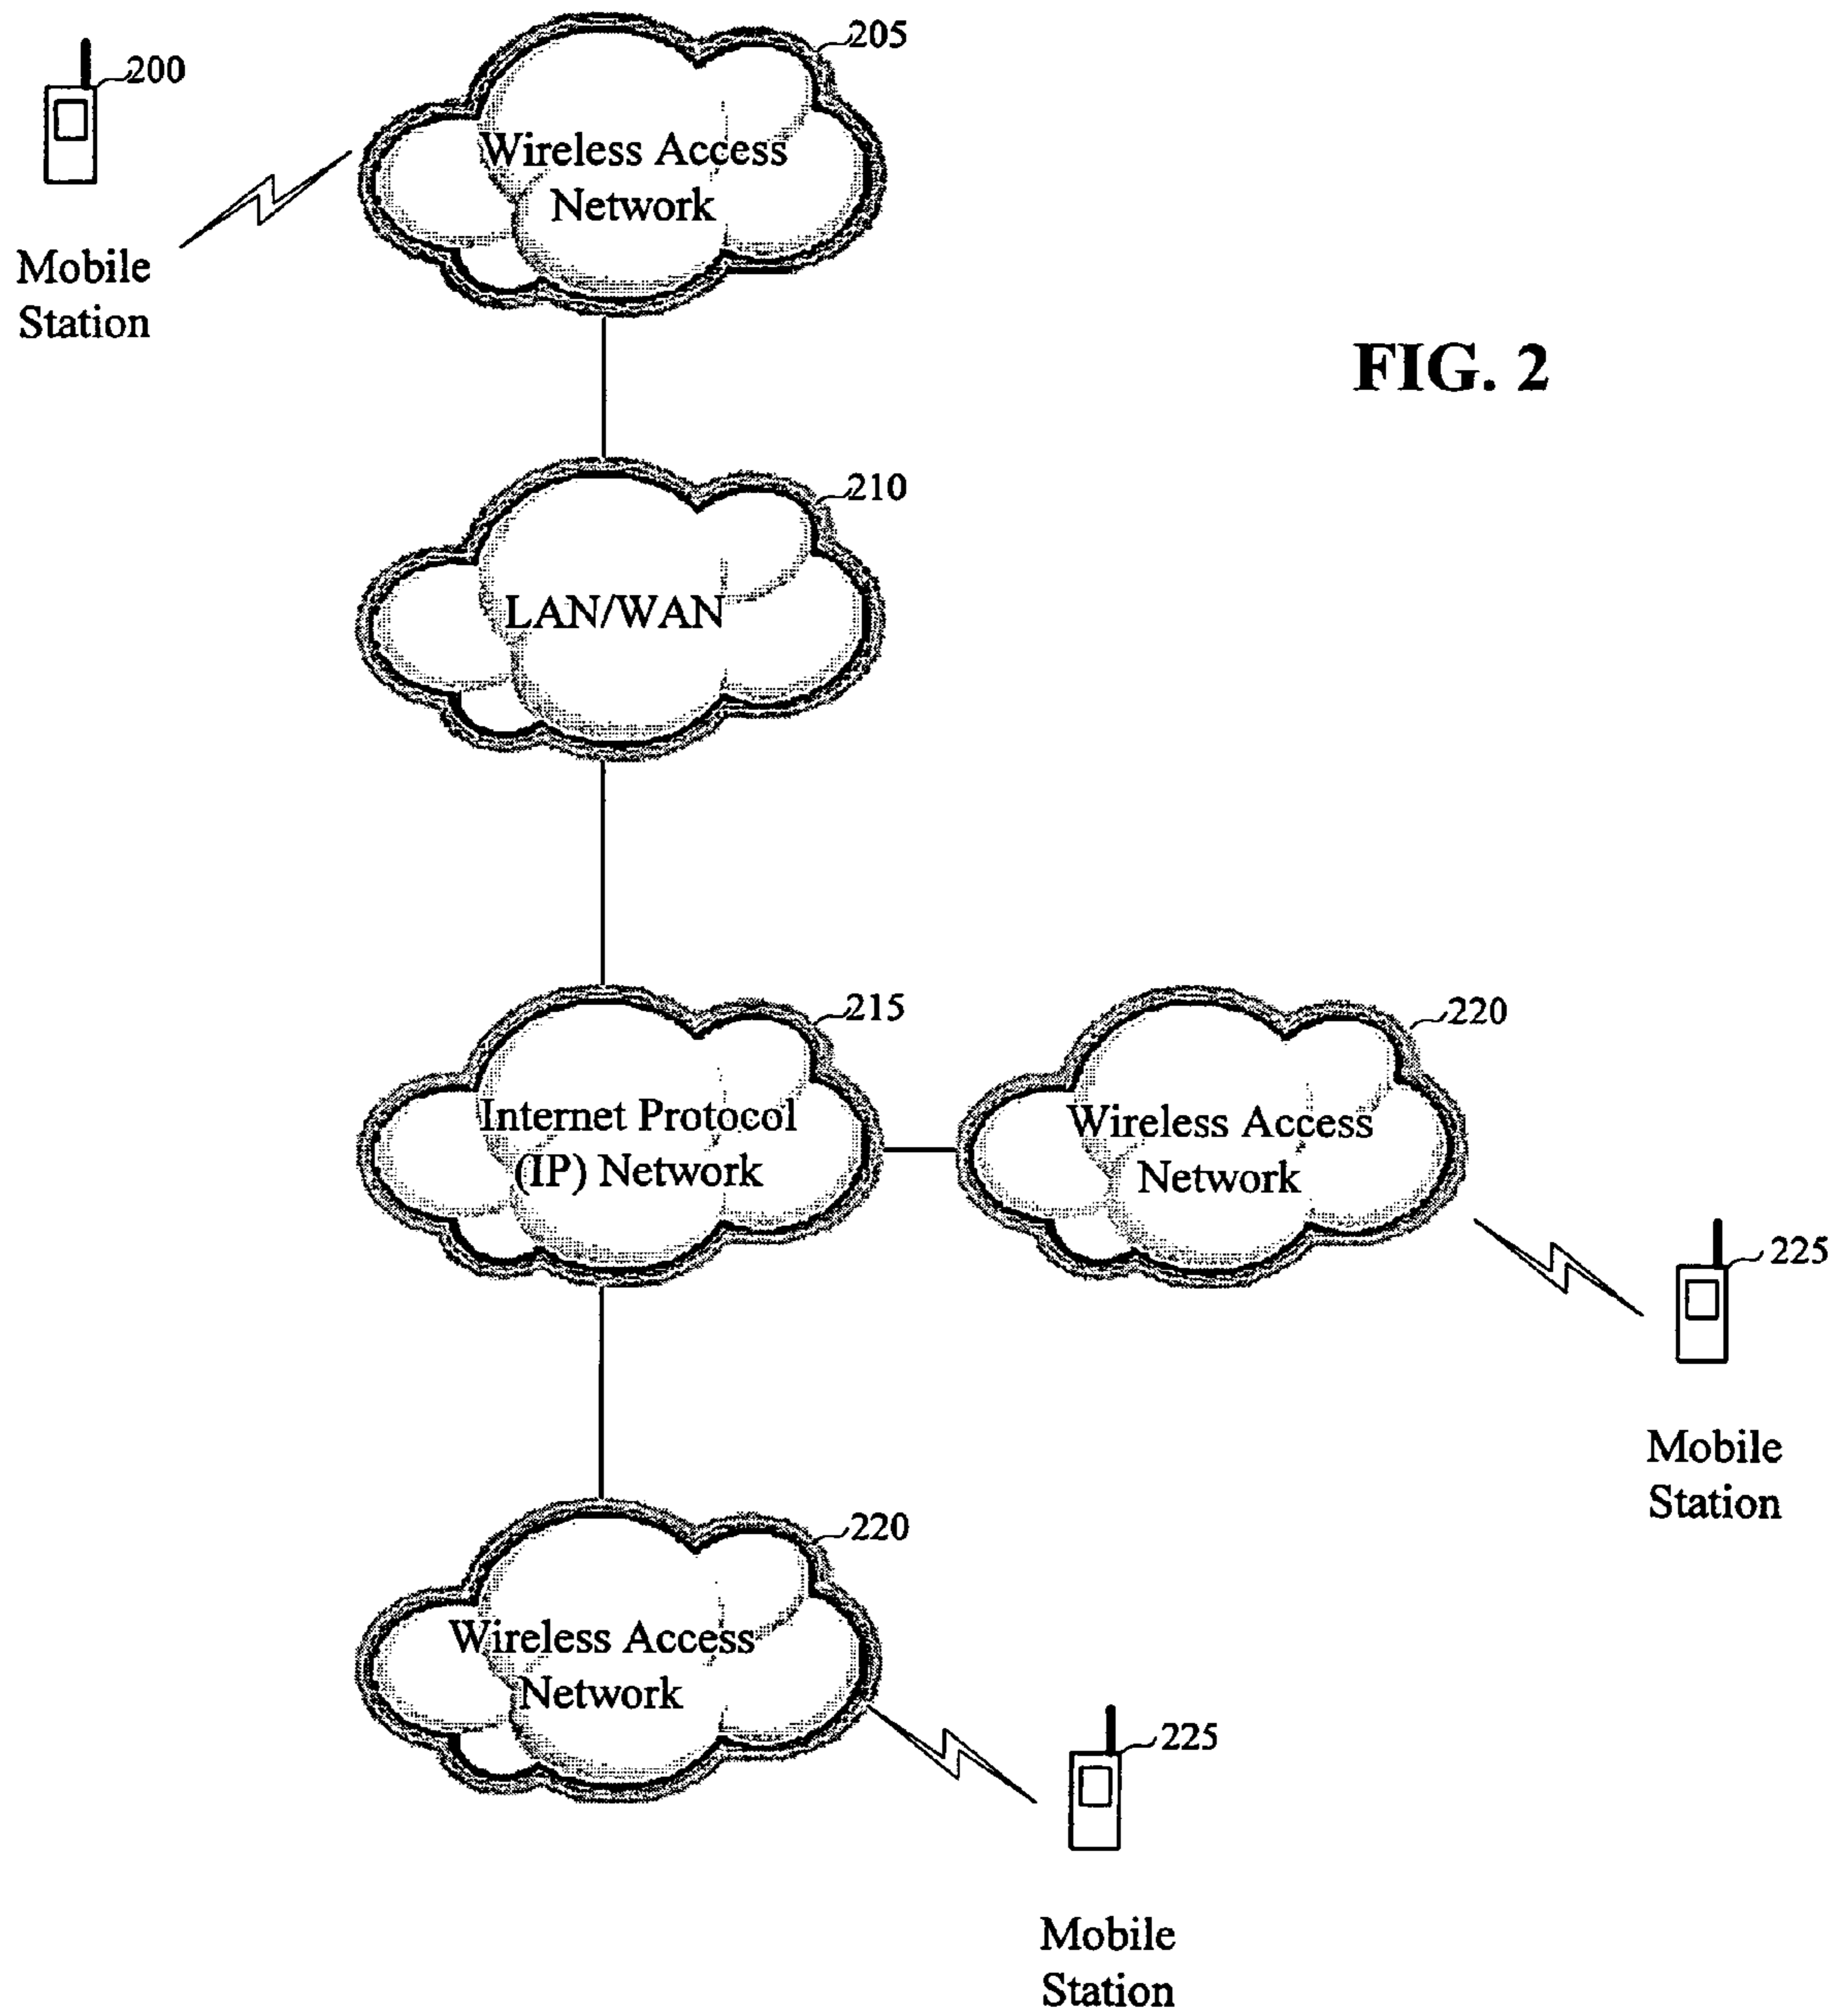 205
200
Wireless Access
Network
Mobile
Station
FIG. 2
210
LAN/WAN
215
220
Internet Protocol
(IP) Network
Wireless Access
Network
225
Mobile
Station
220
Wireless Access
Network
225
Mobile
Station